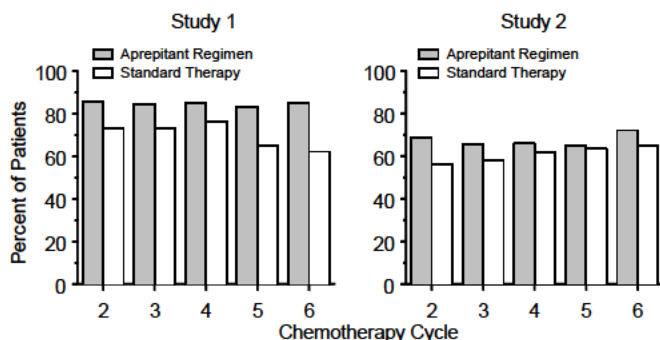 Study 1
Aprepitant Regimen
Standard Therapy
Percent of Patients
100
80
60
40
20
0
2 3 4 5 6
Study 2
Aprepitant Regimen
Standard Therapy
100
80
60
40
20
0
2 3 4 5 6
Chemotherapy Cycle